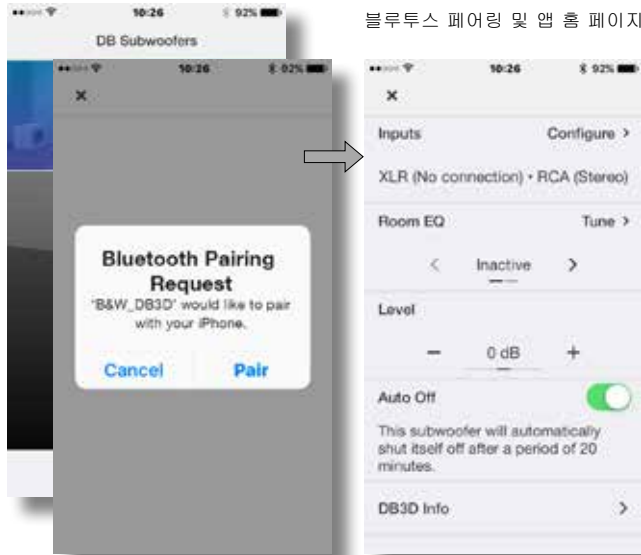 블루투스 페어링 및 앱 홈 페이지
10:26 92%
DB Subwoofers
10:26 92%
×
Bluetooth Pairing
Request
"B&W_DB3D" would like to pair
with your iPhone.
Cancel Pair
10:26 92%
×
Inputs Configure >
XLR (No connection) • RCA (Stereo)
Room EQ Tune >
< Inactive >
Level
− 0 dB +
Auto Off
This subwoofer will automatically
shut itself off after a period of 20
minutes.
DB3D Info >